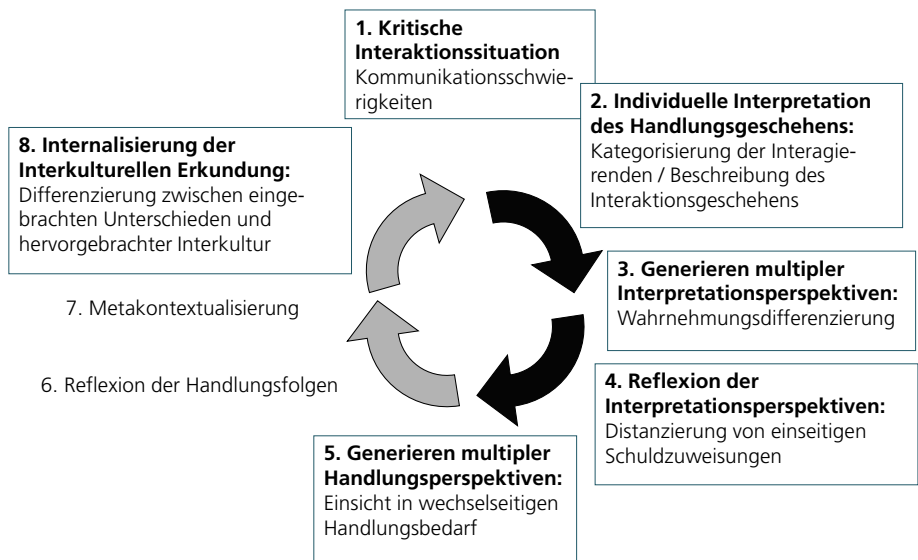 1. Kritische
Interaktionssituation
Kommunikationsschwie-
rigkeiten
2. Individuelle Interpretation
des Handlungsgeschehens:
Kategorisierung der Interagie-
renden / Beschreibung des
Interaktionsgeschehens
3. Generieren multipler
Interpretationsperspektiven:
Wahrnehmungsdifferenzierung
4. Reflexion der
Interpretationsperspektiven:
Distanzierung von einseitigen
Schuldzuweisungen
5. Generieren multipler
Handlungsperspektiven:
Einsicht in wechselseitigen
Handlungsbedarf
6. Reflexion der Handlungsfolgen
7. Metakontextualisierung
8. Internalisierung der
Interkulturellen Erkundung:
Differenzierung zwischen einge-
brachten Unterschieden und
hervorgebrachter Interkultur